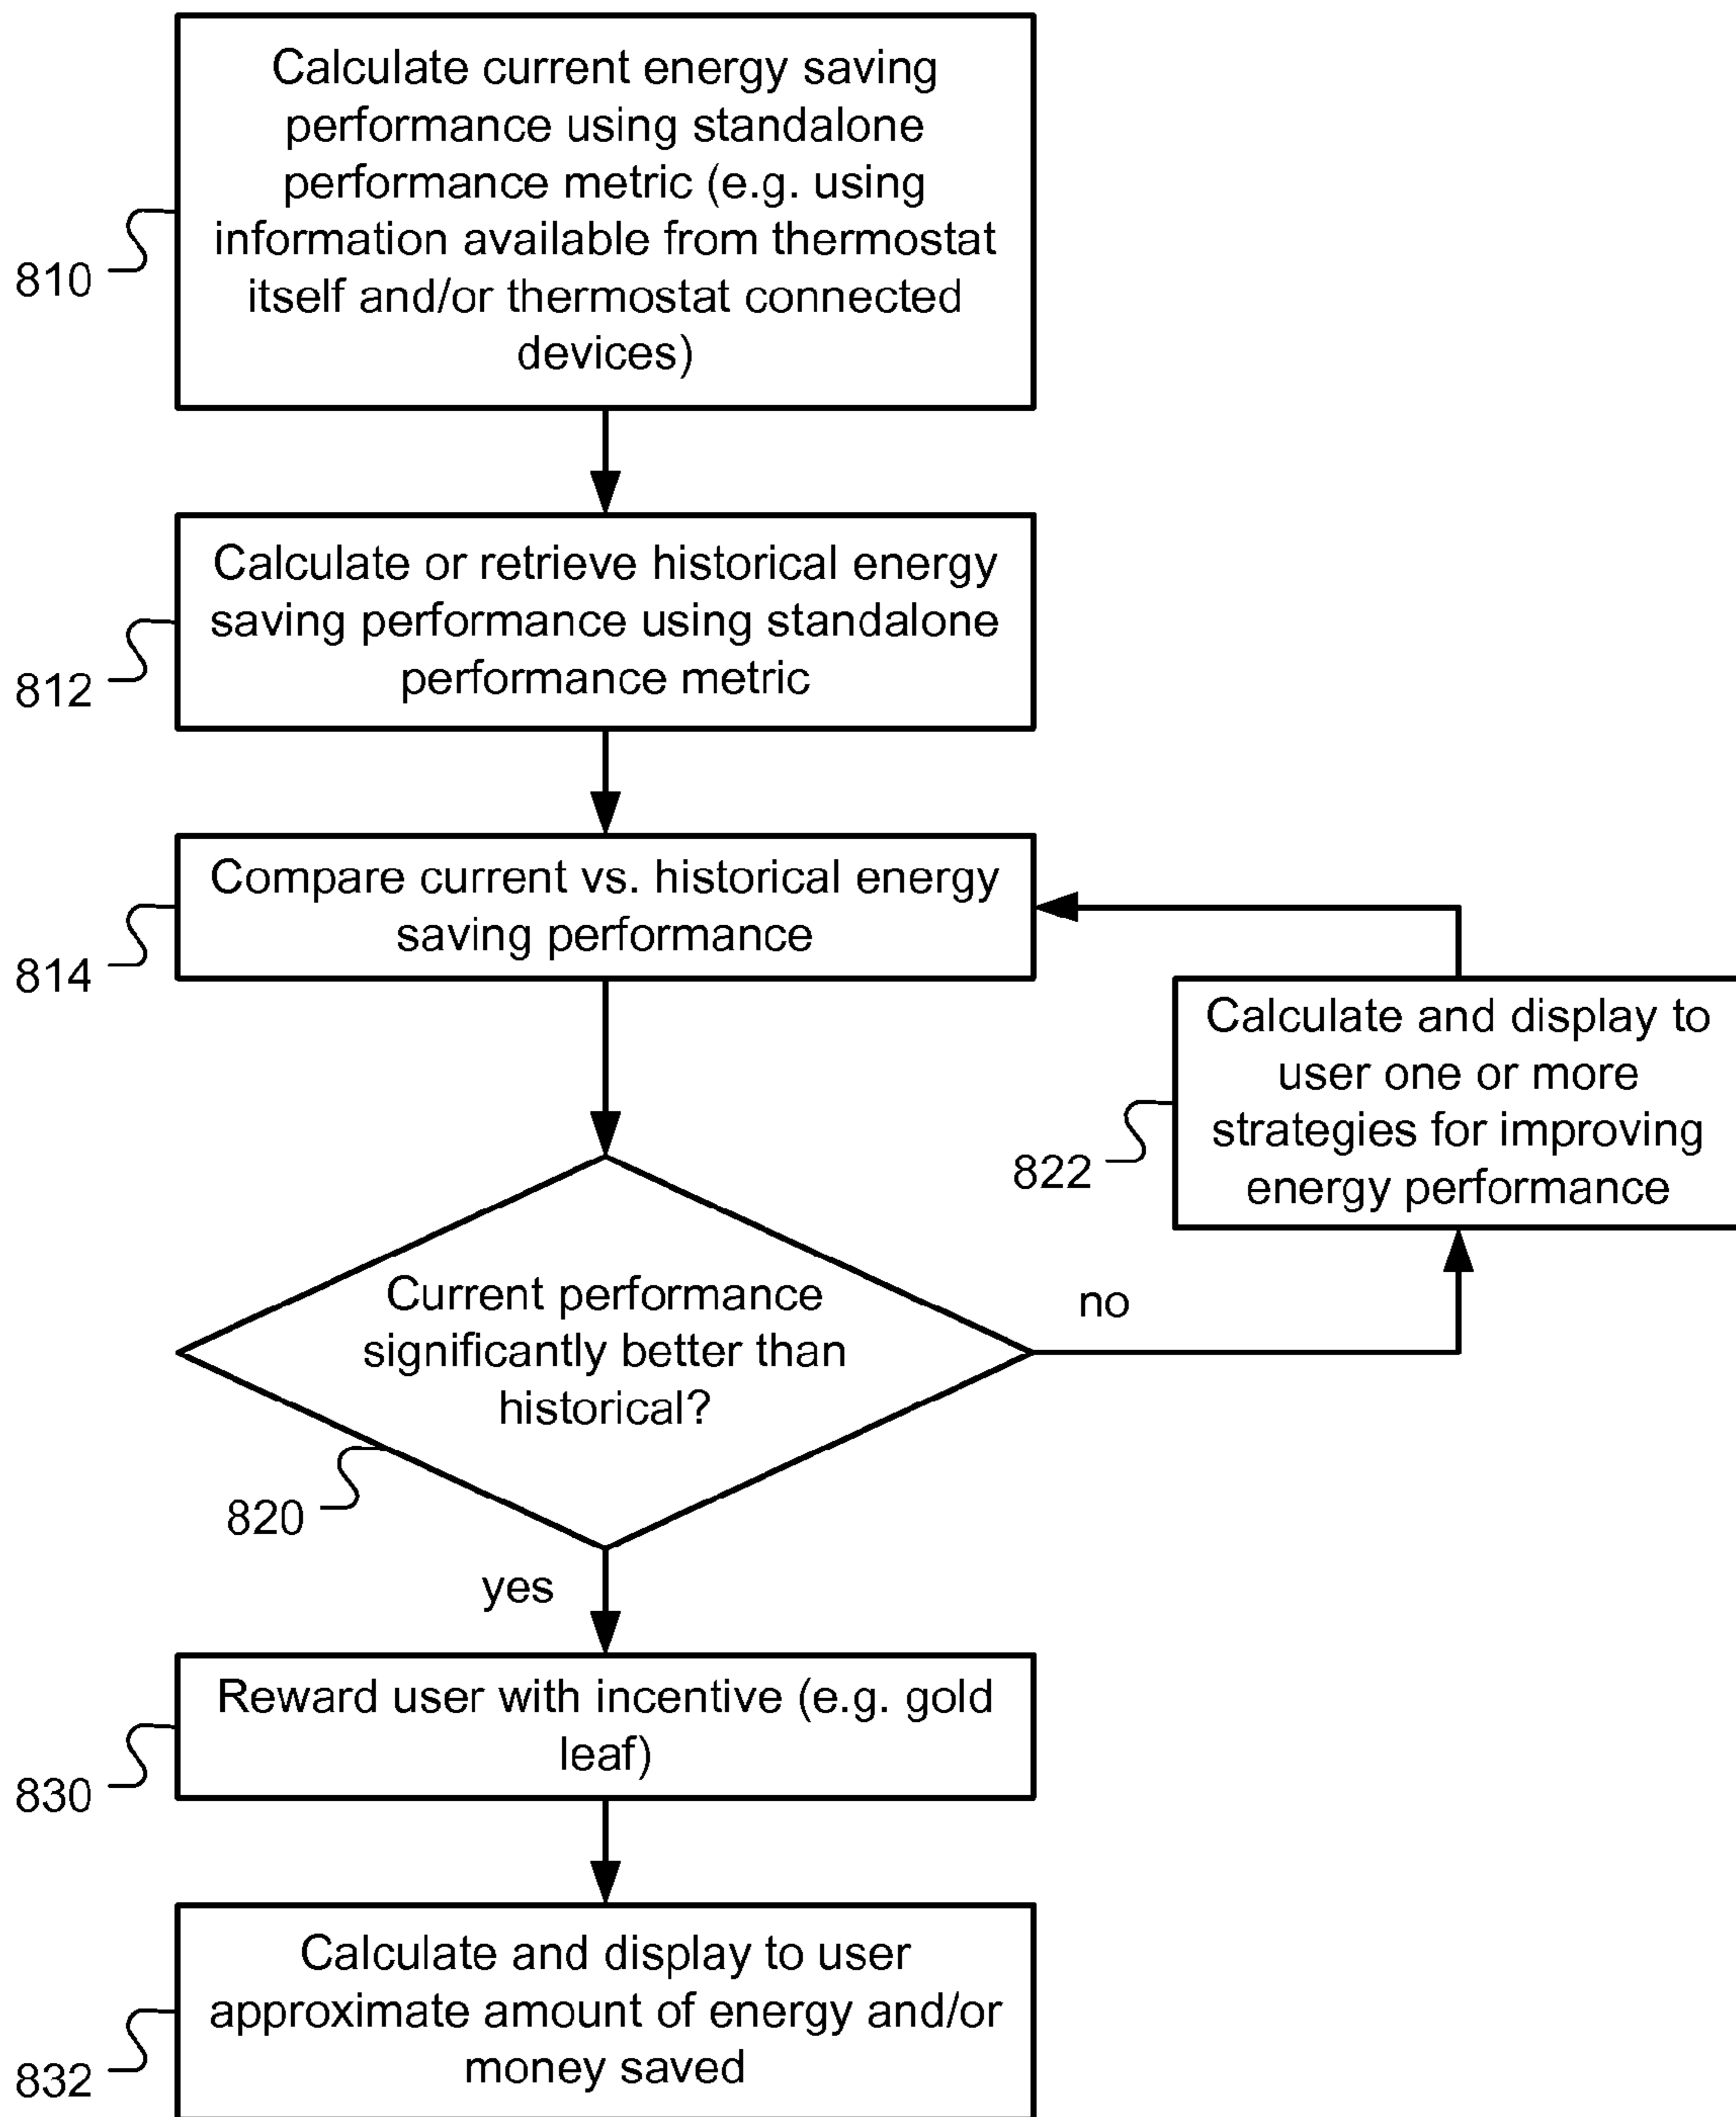 Calculate current energy saving
performance using standalone
performance metric (e.g. using
information available from thermostat
itself and/or thermostat connected
devices)
810
Calculate or retrieve historical energy
saving performance using standalone
performance metric
812
Compare current vs. historical energy
saving performance
814
Calculate and display to
user one or more
strategies for improving
energy performance
822
Current performance
significantly better than
historical?
no
820
yes
Reward user with incentive (e.g. gold
leaf)
830
Calculate and display to user
approximate amount of energy and/or
money saved
832